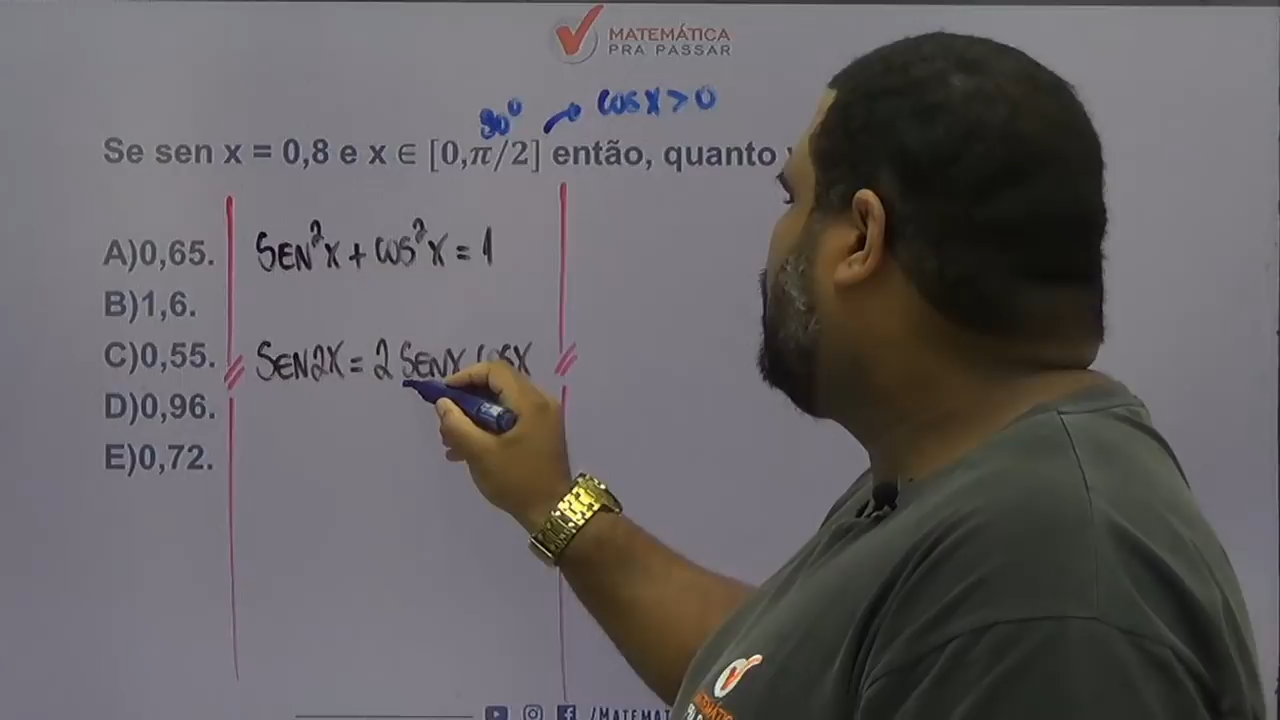 MATEMÁTICA
PRA PASSAR
90° cos x > 0
Se sen x = 0,8 e x ∈ [0,π/2] então, quanto
A)0,65.
B)1,6.
C)0,55.
D)0,96.
E)0,72.
SEN²x + cos²x = 1
SEN2x = 2 SENx cosx